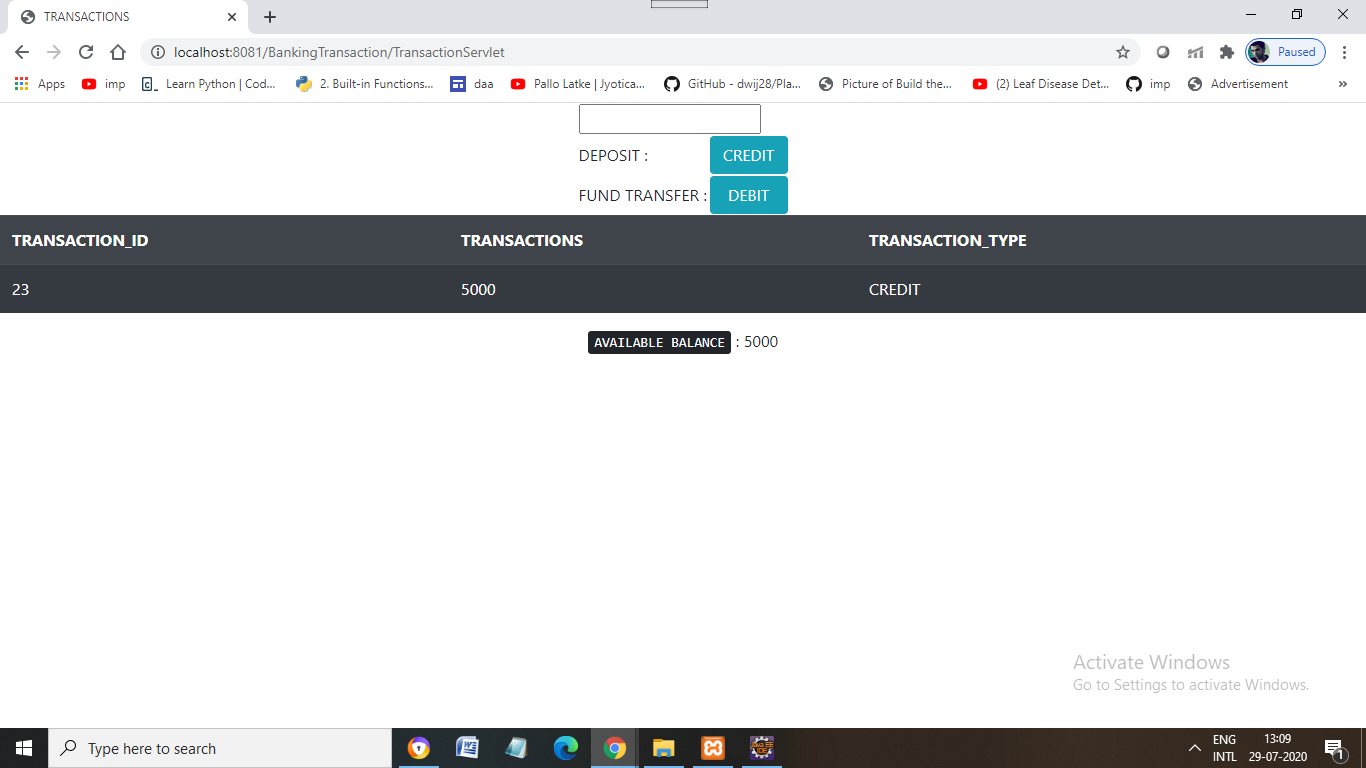 TRANSACTIONS
localhost:8081/BankingTransaction/TransactionServlet
Paused
Apps imp Learn Python | Cod... 2. Built-in Functions... daa Pallo Latke | Jyotica... GitHub - dwij28/Pla... Picture of Build the... (2) Leaf Disease Det... imp Advertisement »
DEPOSIT : CREDIT
FUND TRANSFER : DEBIT
TRANSACTION_ID TRANSACTIONS TRANSACTION_TYPE
23 5000 CREDIT
AVAILABLE BALANCE : 5000
Activate Windows
Go to Settings to activate Windows.
Type here to search
ENG 13:09
INTL 29-07-2020 1